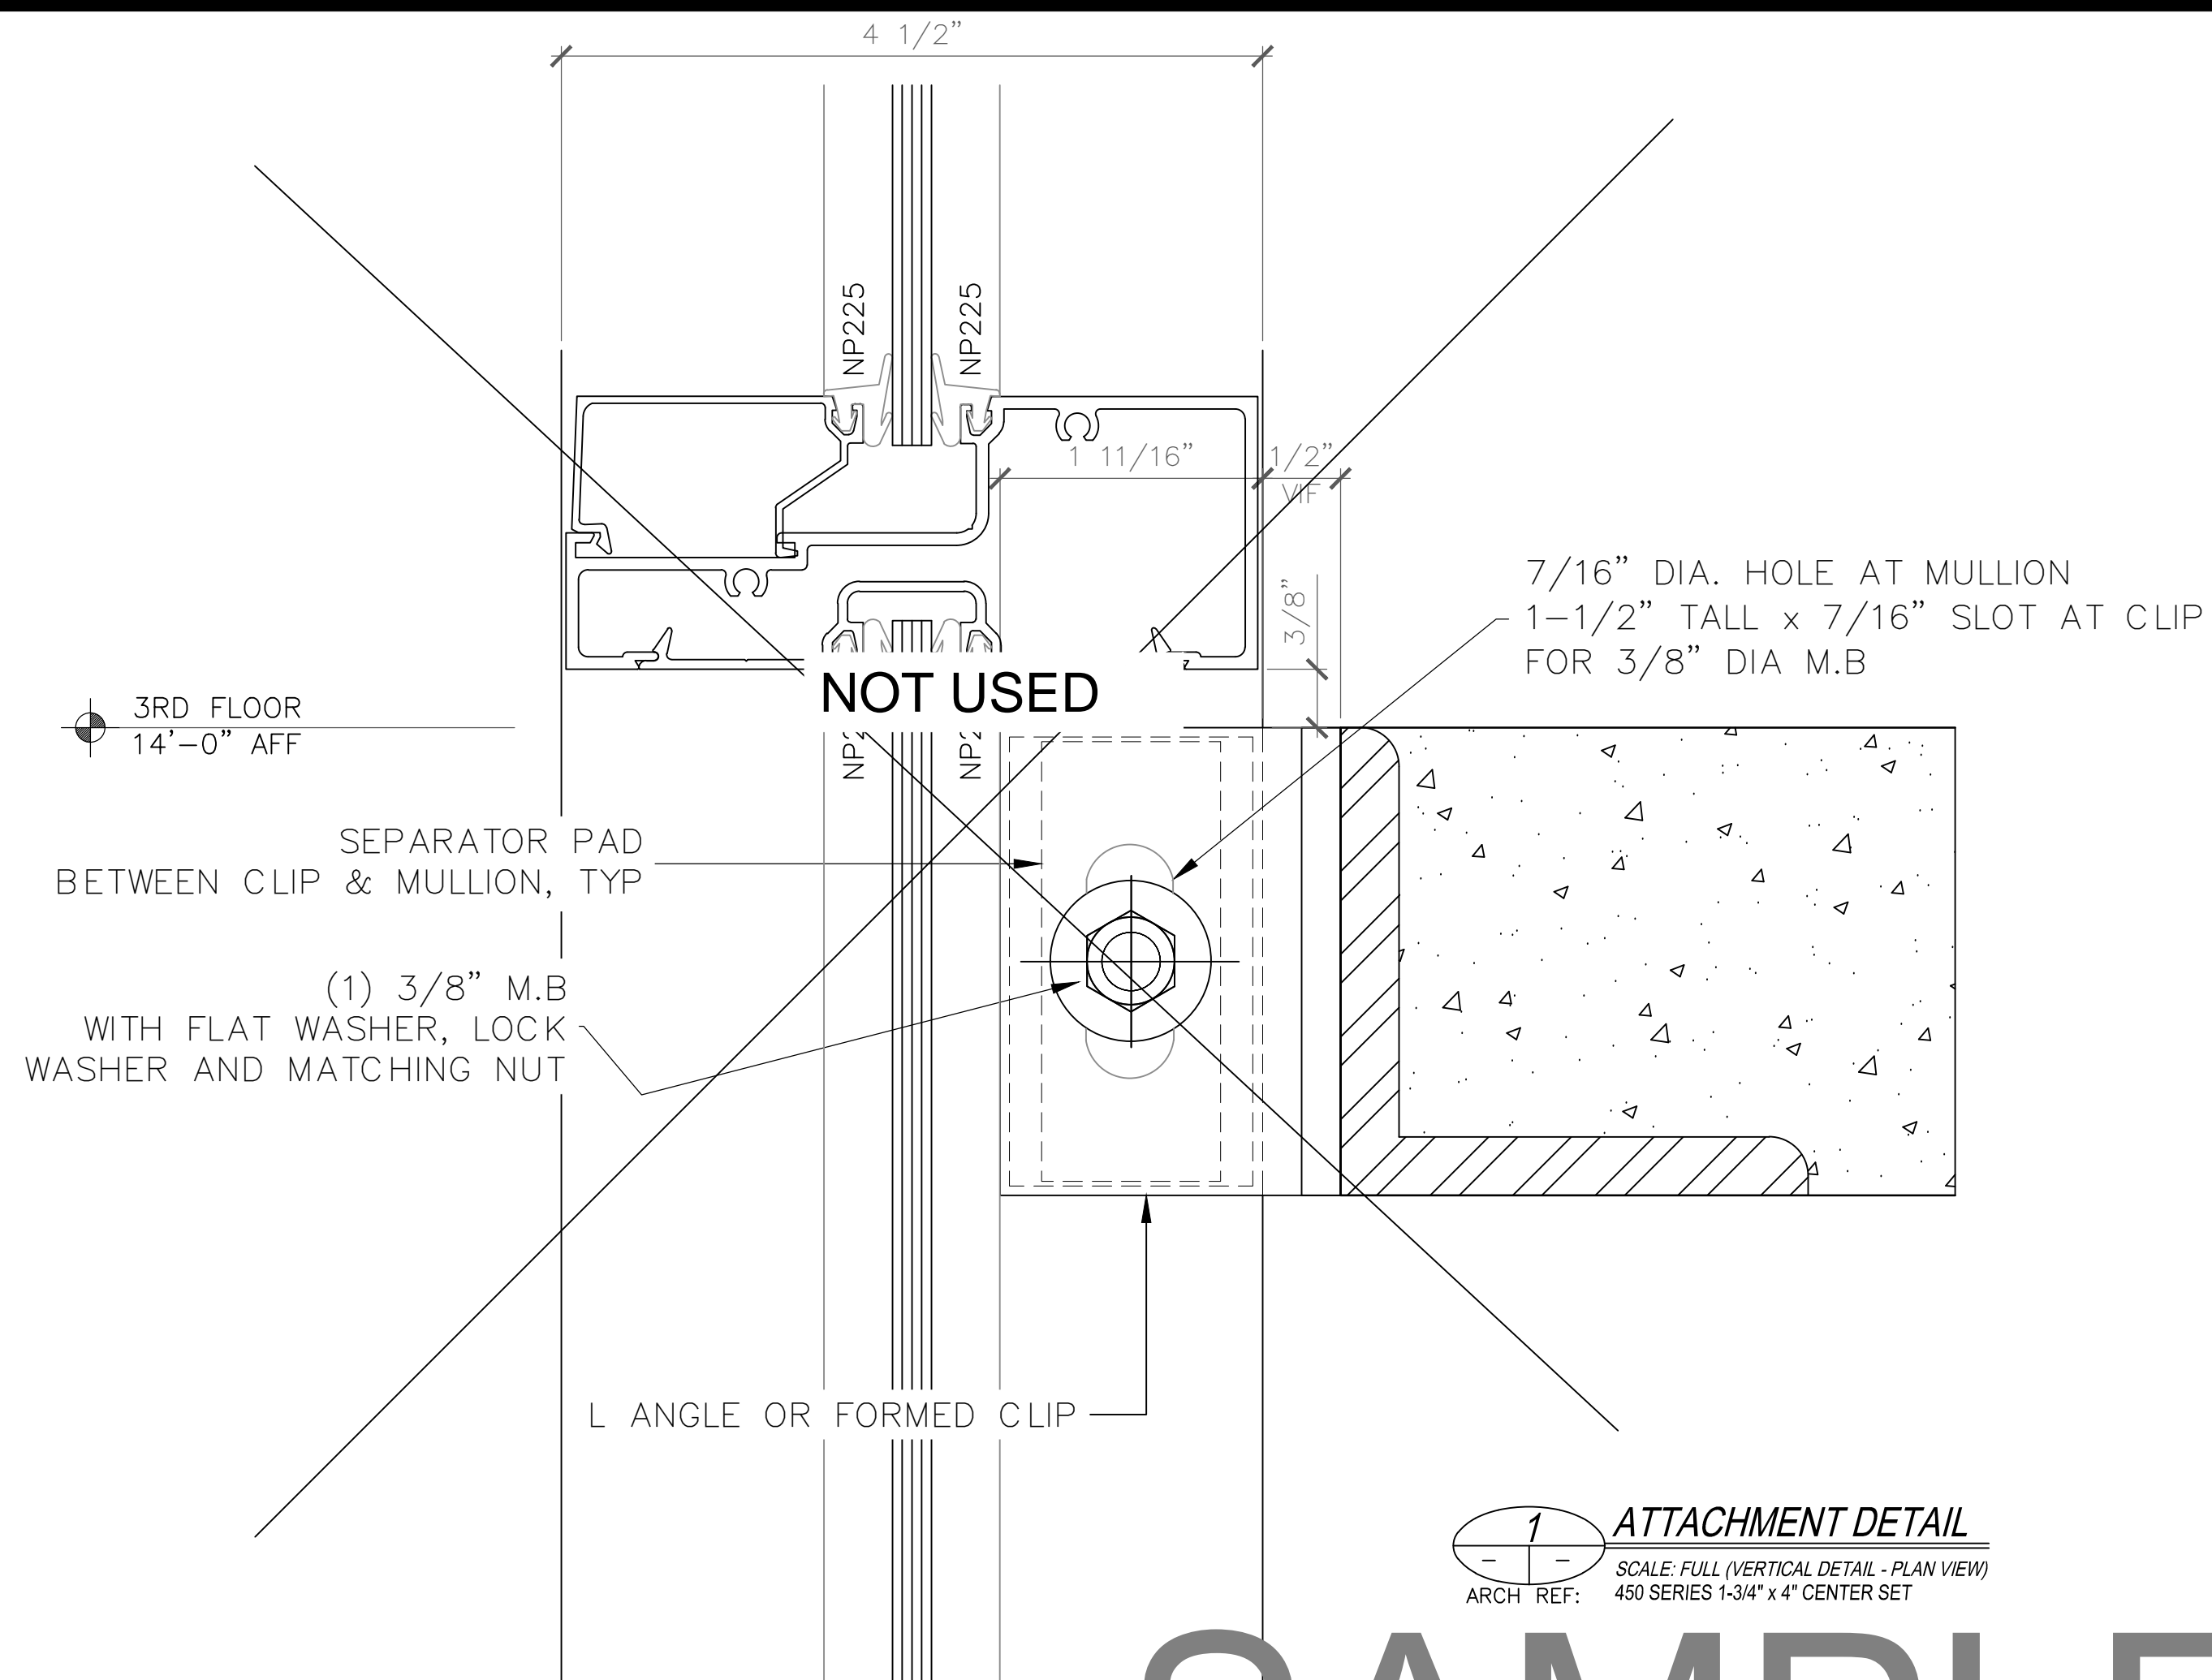 4 1/2"
NP225
NP225
1 11/16"
1/2"
VIF
3/8"
7/16" DIA. HOLE AT MULLION
1-1/2" TALL x 7/16" SLOT AT CLIP
FOR 3/8" DIA M.B
NOT USED
3RD FLOOR
14'-0" AFF
SEPARATOR PAD
BETWEEN CLIP & MULLION, TYP
(1) 3/8" M.B
WITH FLAT WASHER, LOCK
WASHER AND MATCHING NUT
L ANGLE OR FORMED CLIP
1
ATTACHMENT DETAIL
- -
SCALE: FULL (VERTICAL DETAIL - PLAN VIEW)
ARCH REF:
450 SERIES 1-3/4" x 4" CENTER SET